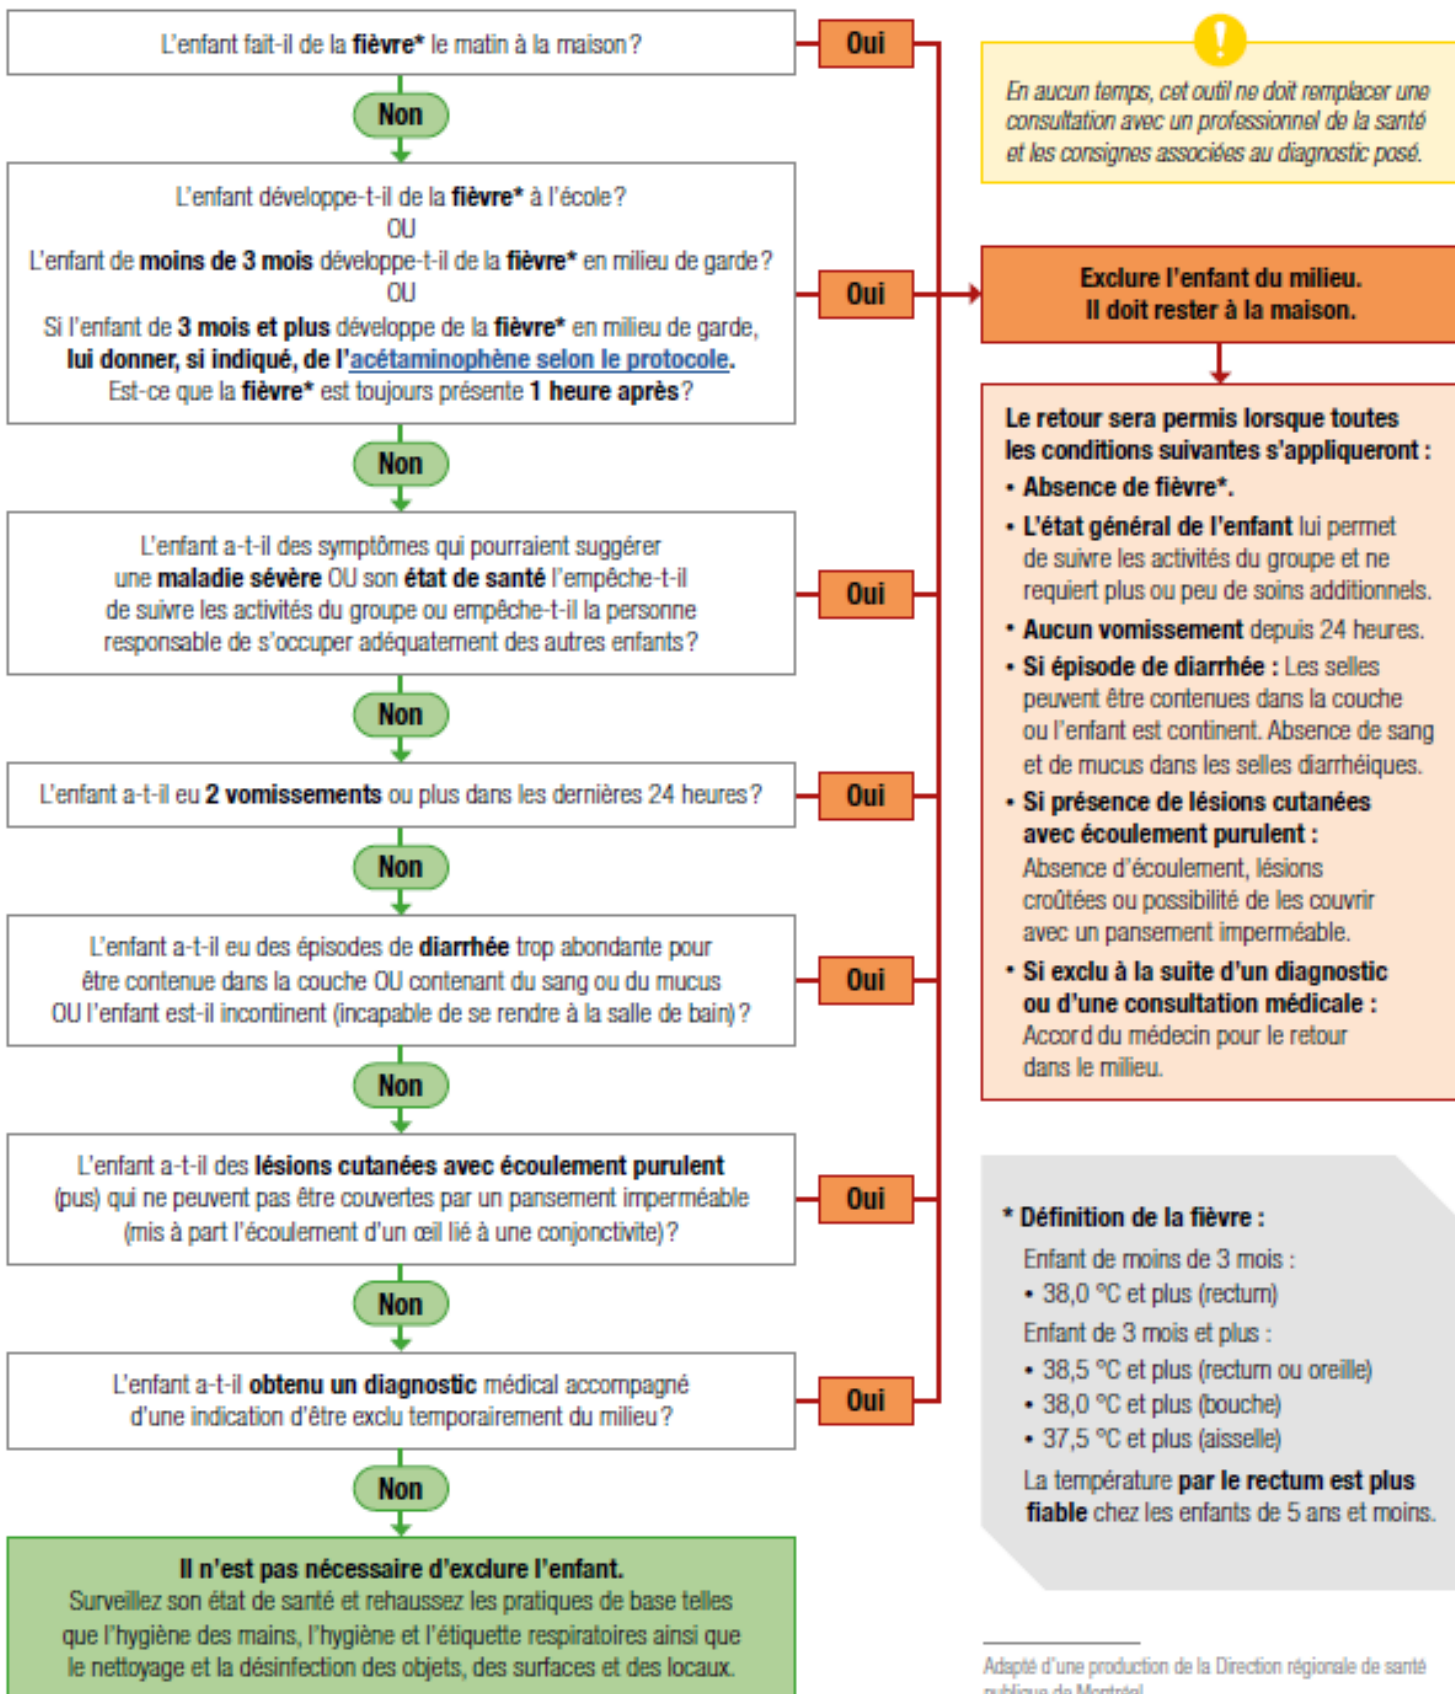 L'enfant fait-il de la fièvre* le matin à la maison?
Oui
Non
L'enfant développe-t-il de la fièvre* à l'école?
OU
L'enfant de moins de 3 mois développe-t-il de la fièvre* en milieu de garde?
OU
Si l'enfant de 3 mois et plus développe de la fièvre* en milieu de garde,
lui donner, si indiqué, de l'acétaminophène selon le protocole.
Est-ce que la fièvre* est toujours présente 1 heure après?
Oui
Non
L'enfant a-t-il des symptômes qui pourraient suggérer
une maladie sévère OU son état de santé l'empêche-t-il
de suivre les activités du groupe ou empêche-t-il la personne
responsable de s'occuper adéquatement des autres enfants?
Oui
Non
L'enfant a-t-il eu 2 vomissements ou plus dans les dernières 24 heures?
Oui
Non
L'enfant a-t-il eu des épisodes de diarrhée trop abondante pour
être contenue dans la couche OU contenant du sang ou du mucus
OU l'enfant est-il incontinent (incapable de se rendre à la salle de bain)?
Oui
Non
L'enfant a-t-il des lésions cutanées avec écoulement purulent
(pus) qui ne peuvent pas être couvertes par un pansement imperméable
(mis à part l'écoulement d'un œil lié à une conjonctivite)?
Oui
Non
L'enfant a-t-il obtenu un diagnostic médical accompagné
d'une indication d'être exclu temporairement du milieu?
Oui
Non
Il n'est pas nécessaire d'exclure l'enfant.
Surveillez son état de santé et rehaussez les pratiques de base telles
que l'hygiène des mains, l'hygiène et l'étiquette respiratoires ainsi que
le nettoyage et la désinfection des objets, des surfaces et des locaux.
!
En aucun temps, cet outil ne doit remplacer une
consultation avec un professionnel de la santé
et les consignes associées au diagnostic posé.
Exclure l'enfant du milieu.
Il doit rester à la maison.
Le retour sera permis lorsque toutes
les conditions suivantes s'appliqueront :
• Absence de fièvre*.
• L'état général de l'enfant lui permet
de suivre les activités du groupe et ne
requiert plus ou peu de soins additionnels.
• Aucun vomissement depuis 24 heures.
• Si épisode de diarrhée : Les selles
peuvent être contenues dans la couche
ou l'enfant est continent. Absence de sang
et de mucus dans les selles diarrhéiques.
• Si présence de lésions cutanées
avec écoulement purulent :
Absence d'écoulement, lésions
croûtées ou possibilité de les couvrir
avec un pansement imperméable.
• Si exclu à la suite d'un diagnostic
ou d'une consultation médicale :
Accord du médecin pour le retour
dans le milieu.
* Définition de la fièvre :
Enfant de moins de 3 mois :
• 38,0 °C et plus (rectum)
Enfant de 3 mois et plus :
• 38,5 °C et plus (rectum ou oreille)
• 38,0 °C et plus (bouche)
• 37,5 °C et plus (aisselle)
La température par le rectum est plus
fiable chez les enfants de 5 ans et moins.
Adapté d'une production de la Direction régionale de santé
publique de Montréal